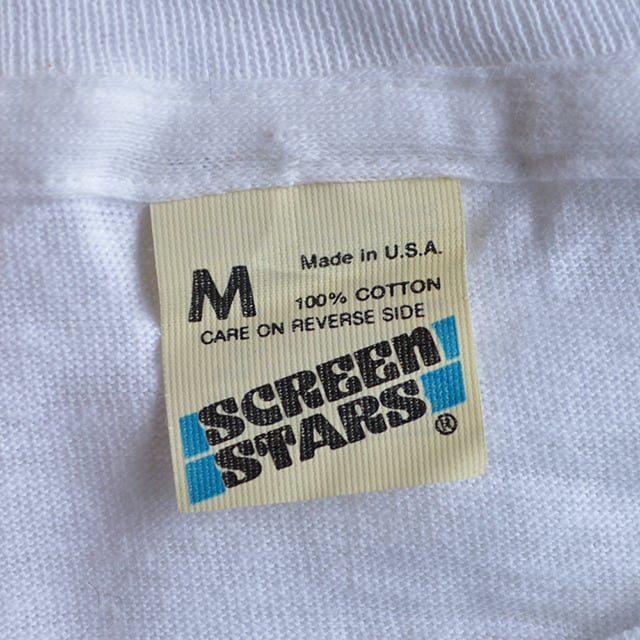 Made in U.S.A.
M
100% COTTON
CARE ON REVERSE SIDE
SCREEN
STARS ®